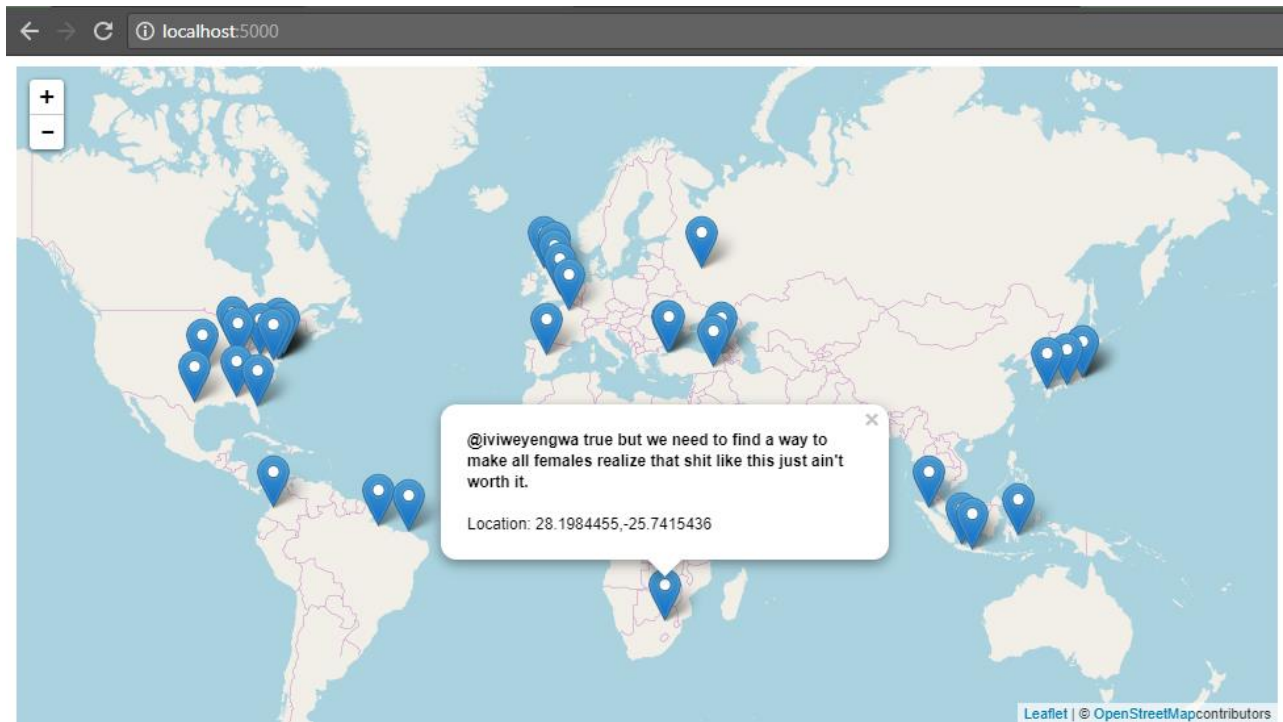 localhost:5000
+
−
×
@iviweyengwa true but we need to find a way to
make all females realize that shit like this just ain't
worth it.
Location: 28.1984455,-25.7415436
Leaflet | © OpenStreetMapcontributors